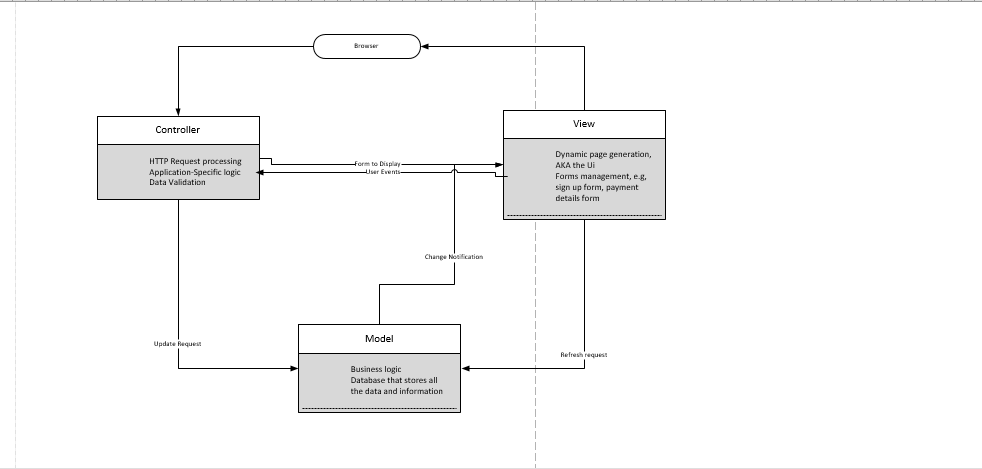 Browser
Controller
HTTP Request processing
Application-Specific logic
Data Validation
View
Dynamic page generation,
AKA the Ui
Forms management, e.g,
sign up form, payment
details form
Form to Display
User Events
Change Notification
Update Request
Refresh request
Model
Business logic
Database that stores all
the data and information